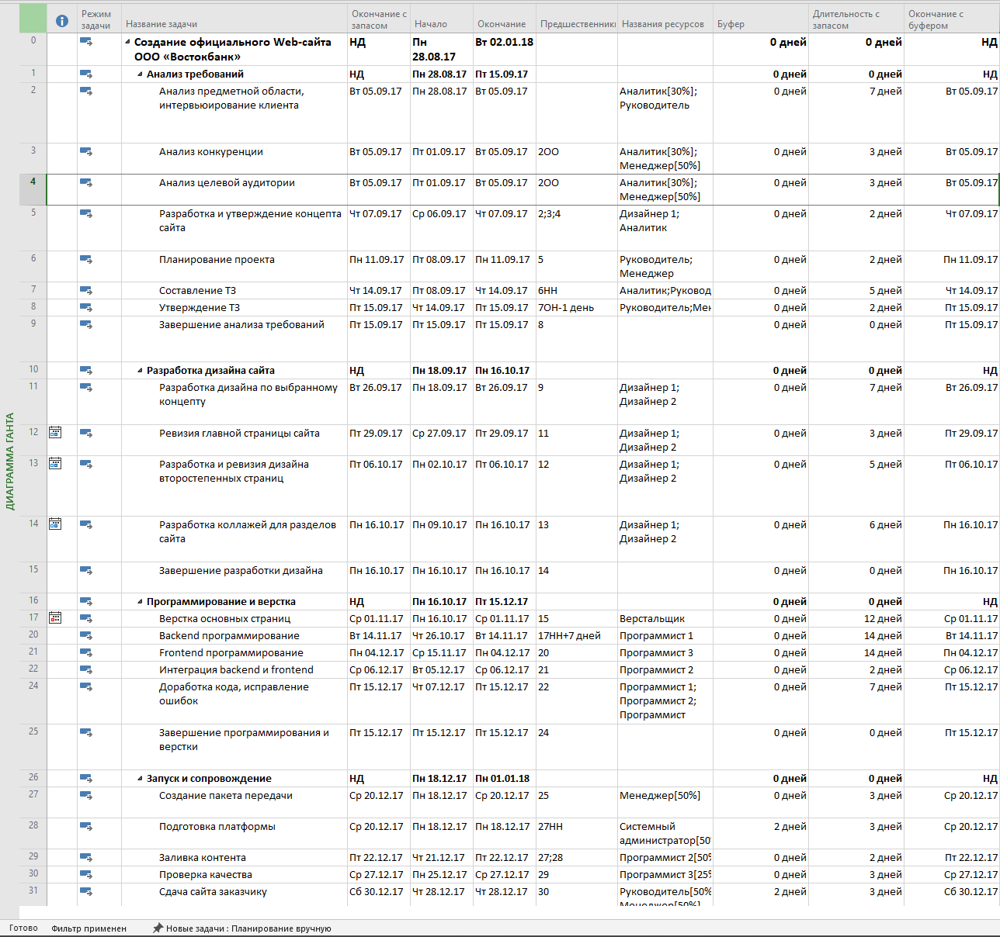 Режим задачи | Название задачи | Окончание с запасом | Начало | Окончание | Предшественники | Названия ресурсов | Буфер | Длительность с запасом | Окончание с буфером
0 | Создание официального Web-сайта ООО «Востокбанк» | НД | Пн 28.08.17 | Вт 02.01.18 | 0 дней | 0 дней | НД
1 | Анализ требований | НД | Пн 28.08.17 | Пт 15.09.17 | 0 дней | 0 дней | НД
2 | Анализ предметной области, интервьюирование клиента | Вт 05.09.17 | Пн 28.08.17 | Вт 05.09.17 | Аналитик[30%]; Руководитель | 0 дней | 7 дней | Вт 05.09.17
3 | Анализ конкуренции | Вт 05.09.17 | Пт 01.09.17 | Вт 05.09.17 | 2ОО | Аналитик[30%]; Менеджер[50%] | 0 дней | 3 дней | Вт 05.09.17
4 | Анализ целевой аудитории | Вт 05.09.17 | Пт 01.09.17 | Вт 05.09.17 | 2ОО | Аналитик[30%]; Менеджер[50%] | 0 дней | 3 дней | Вт 05.09.17
5 | Разработка и утверждение концепта сайта | Чт 07.09.17 | Ср 06.09.17 | Чт 07.09.17 | 2;3;4 | Дизайнер 1; Аналитик | 0 дней | 2 дней | Чт 07.09.17
6 | Планирование проекта | Пн 11.09.17 | Пт 08.09.17 | Пн 11.09.17 | 5 | Руководитель; Менеджер | 0 дней | 2 дней | Пн 11.09.17
7 | Составление ТЗ | Чт 14.09.17 | Пт 08.09.17 | Чт 14.09.17 | 6НН | Аналитик;Руковод | 0 дней | 5 дней | Чт 14.09.17
8 | Утверждение ТЗ | Пт 15.09.17 | Чт 14.09.17 | Пт 15.09.17 | 7ОН-1 день | Руководитель;Мен | 0 дней | 2 дней | Пт 15.09.17
9 | Завершение анализа требований | Пт 15.09.17 | Пт 15.09.17 | Пт 15.09.17 | 8 | 0 дней | 0 дней | Пт 15.09.17
10 | Разработка дизайна сайта | НД | Пн 18.09.17 | Пн 16.10.17 | 0 дней | 0 дней | НД
11 | Разработка дизайна по выбранному концепту | Вт 26.09.17 | Пн 18.09.17 | Вт 26.09.17 | 9 | Дизайнер 1; Дизайнер 2 | 0 дней | 7 дней | Вт 26.09.17
12 | Ревизия главной страницы сайта | Пт 29.09.17 | Ср 27.09.17 | Пт 29.09.17 | 11 | Дизайнер 1; Дизайнер 2 | 0 дней | 3 дней | Пт 29.09.17
13 | Разработка и ревизия дизайна второстепенных страниц | Пт 06.10.17 | Пн 02.10.17 | Пт 06.10.17 | 12 | Дизайнер 1; Дизайнер 2 | 0 дней | 5 дней | Пт 06.10.17
14 | Разработка коллажей для разделов сайта | Пн 16.10.17 | Пн 09.10.17 | Пн 16.10.17 | 13 | Дизайнер 1; Дизайнер 2 | 0 дней | 6 дней | Пн 16.10.17
15 | Завершение разработки дизайна | Пн 16.10.17 | Пн 16.10.17 | Пн 16.10.17 | 14 | 0 дней | 0 дней | Пн 16.10.17
16 | Программирование и верстка | НД | Пн 16.10.17 | Пт 15.12.17 | 0 дней | 0 дней | НД
17 | Верстка основных страниц | Ср 01.11.17 | Пн 16.10.17 | Ср 01.11.17 | 15 | Верстальщик | 0 дней | 12 дней | Ср 01.11.17
20 | Backend программирование | Вт 14.11.17 | Чт 26.10.17 | Вт 14.11.17 | 17НН+7 дней | Программист 1 | 0 дней | 14 дней | Вт 14.11.17
21 | Frontend программирование | Пн 04.12.17 | Ср 15.11.17 | Пн 04.12.17 | 20 | Программист 3 | 0 дней | 14 дней | Пн 04.12.17
22 | Интеграция backend и frontend | Ср 06.12.17 | Вт 05.12.17 | Ср 06.12.17 | 21 | Программист 2 | 0 дней | 2 дней | Ср 06.12.17
24 | Доработка кода, исправление ошибок | Пт 15.12.17 | Чт 07.12.17 | Пт 15.12.17 | 22 | Программист 1; Программист 2; Программист | 0 дней | 7 дней | Пт 15.12.17
25 | Завершение программирования и верстки | Пт 15.12.17 | Пт 15.12.17 | Пт 15.12.17 | 24 | 0 дней | 0 дней | Пт 15.12.17
26 | Запуск и сопровождение | НД | Пн 18.12.17 | Пн 01.01.18 | 0 дней | 0 дней | НД
27 | Создание пакета передачи | Ср 20.12.17 | Пн 18.12.17 | Ср 20.12.17 | 25 | Менеджер[50%] | 0 дней | 3 дней | Ср 20.12.17
28 | Подготовка платформы | Ср 20.12.17 | Пн 18.12.17 | Пн 18.12.17 | 27НН | Системный администратор[50 | 2 дней | 3 дней | Ср 20.12.17
29 | Заливка контента | Пт 22.12.17 | Чт 21.12.17 | Пт 22.12.17 | 27;28 | Программист 2[50% | 0 дней | 2 дней | Пт 22.12.17
30 | Проверка качества | Ср 27.12.17 | Пн 25.12.17 | Ср 27.12.17 | 29 | Программист 3[25% | 0 дней | 3 дней | Ср 27.12.17
31 | Сдача сайта заказчику | Сб 30.12.17 | Чт 28.12.17 | Чт 28.12.17 | 30 | Руководитель[50% Менеджер[50%] | 2 дней | 3 дней | Сб 30.12.17
ДИАГРАММА ГАНТА
Готово Фильтр применен Новые задачи : Планирование вручную